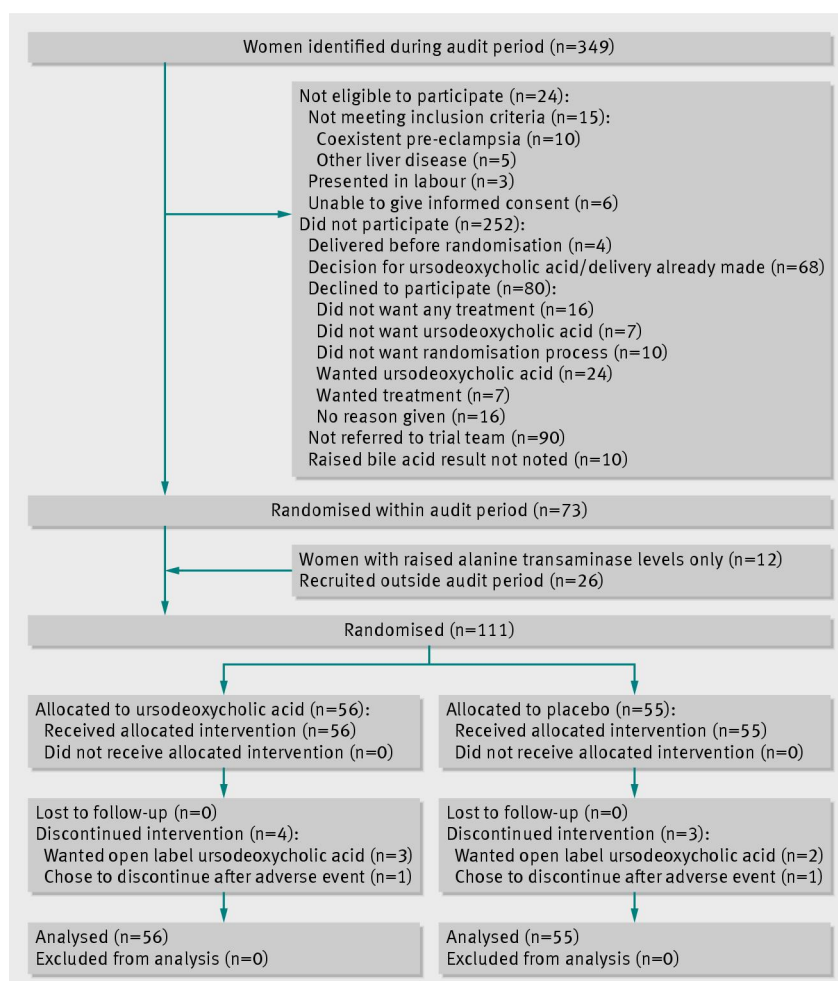 Women identified during audit period (n=349)
Not eligible to participate (n=24):
Not meeting inclusion criteria (n=15):
Coexistent pre-eclampsia (n=10)
Other liver disease (n=5)
Presented in labour (n=3)
Unable to give informed consent (n=6)
Did not participate (n=252):
Delivered before randomisation (n=4)
Decision for ursodeoxycholic acid/delivery already made (n=68)
Declined to participate (n=80):
Did not want any treatment (n=16)
Did not want ursodeoxycholic acid (n=7)
Did not want randomisation process (n=10)
Wanted ursodeoxycholic acid (n=24)
Wanted treatment (n=7)
No reason given (n=16)
Not referred to trial team (n=90)
Raised bile acid result not noted (n=10)
Randomised within audit period (n=73)
Women with raised alanine transaminase levels only (n=12)
Recruited outside audit period (n=26)
Randomised (n=111)
Allocated to ursodeoxycholic acid (n=56):
Received allocated intervention (n=56)
Did not receive allocated intervention (n=0)
Allocated to placebo (n=55):
Received allocated intervention (n=55)
Did not receive allocated intervention (n=0)
Lost to follow-up (n=0)
Discontinued intervention (n=4):
Wanted open label ursodeoxycholic acid (n=3)
Chose to discontinue after adverse event (n=1)
Lost to follow-up (n=0)
Discontinued intervention (n=3):
Wanted open label ursodeoxycholic acid (n=2)
Chose to discontinue after adverse event (n=1)
Analysed (n=56)
Excluded from analysis (n=0)
Analysed (n=55)
Excluded from analysis (n=0)